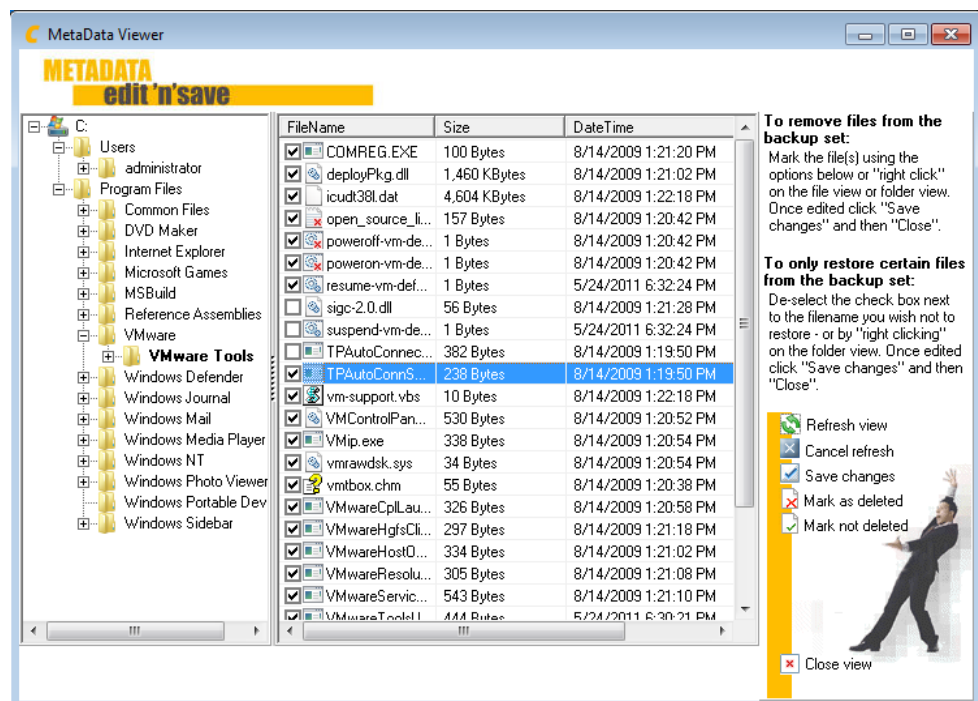 MetaData Viewer
METADATA
edit 'n'save
C:
Users
administrator
Program Files
Common Files
DVD Maker
Internet Explorer
Microsoft Games
MSBuild
Reference Assemblies
VMware
VMware Tools
Windows Defender
Windows Journal
Windows Mail
Windows Media Player
Windows NT
Windows Photo Viewer
Windows Portable Dev
Windows Sidebar
FileName Size DateTime
COMREG.EXE 100 Bytes 8/14/2009 1:21:20 PM
deployPkg.dll 1,460 KBytes 8/14/2009 1:21:02 PM
icudt38l.dat 4,604 KBytes 8/14/2009 1:22:18 PM
open_source_li... 157 Bytes 8/14/2009 1:20:42 PM
poweroff-vm-de... 1 Bytes 8/14/2009 1:20:42 PM
poweron-vm-de... 1 Bytes 8/14/2009 1:20:42 PM
resume-vm-def... 1 Bytes 5/24/2011 6:32:24 PM
sigc-2.0.dll 56 Bytes 8/14/2009 1:21:28 PM
suspend-vm-de... 1 Bytes 5/24/2011 6:32:24 PM
TPAutoConnec... 382 Bytes 8/14/2009 1:19:50 PM
TPAutoConnS... 238 Bytes 8/14/2009 1:19:50 PM
vm-support.vbs 10 Bytes 8/14/2009 1:22:18 PM
VMControlPan... 530 Bytes 8/14/2009 1:20:52 PM
VMip.exe 338 Bytes 8/14/2009 1:20:54 PM
vmrawdsk.sys 34 Bytes 8/14/2009 1:20:54 PM
vmtbox.chm 55 Bytes 8/14/2009 1:20:38 PM
VMwareCplLau... 326 Bytes 8/14/2009 1:20:58 PM
VMwareHgfsCli... 297 Bytes 8/14/2009 1:21:18 PM
VMwareHostO... 334 Bytes 8/14/2009 1:21:02 PM
VMwareResolu... 305 Bytes 8/14/2009 1:21:08 PM
VMwareServic... 543 Bytes 8/14/2009 1:21:10 PM
VMwareToolsU... 444 Bytes 5/24/2011 6:30:21 PM
To remove files from the
backup set:
Mark the file(s) using the
options below or "right click"
on the file view or folder view.
Once edited click "Save
changes" and then "Close".
To only restore certain files
from the backup set:
De-select the check box next
to the filename you wish not to
restore - or by "right clicking"
on the folder view. Once edited
click "Save changes" and then
"Close".
Refresh view
Cancel refresh
Save changes
Mark as deleted
Mark not deleted
Close view